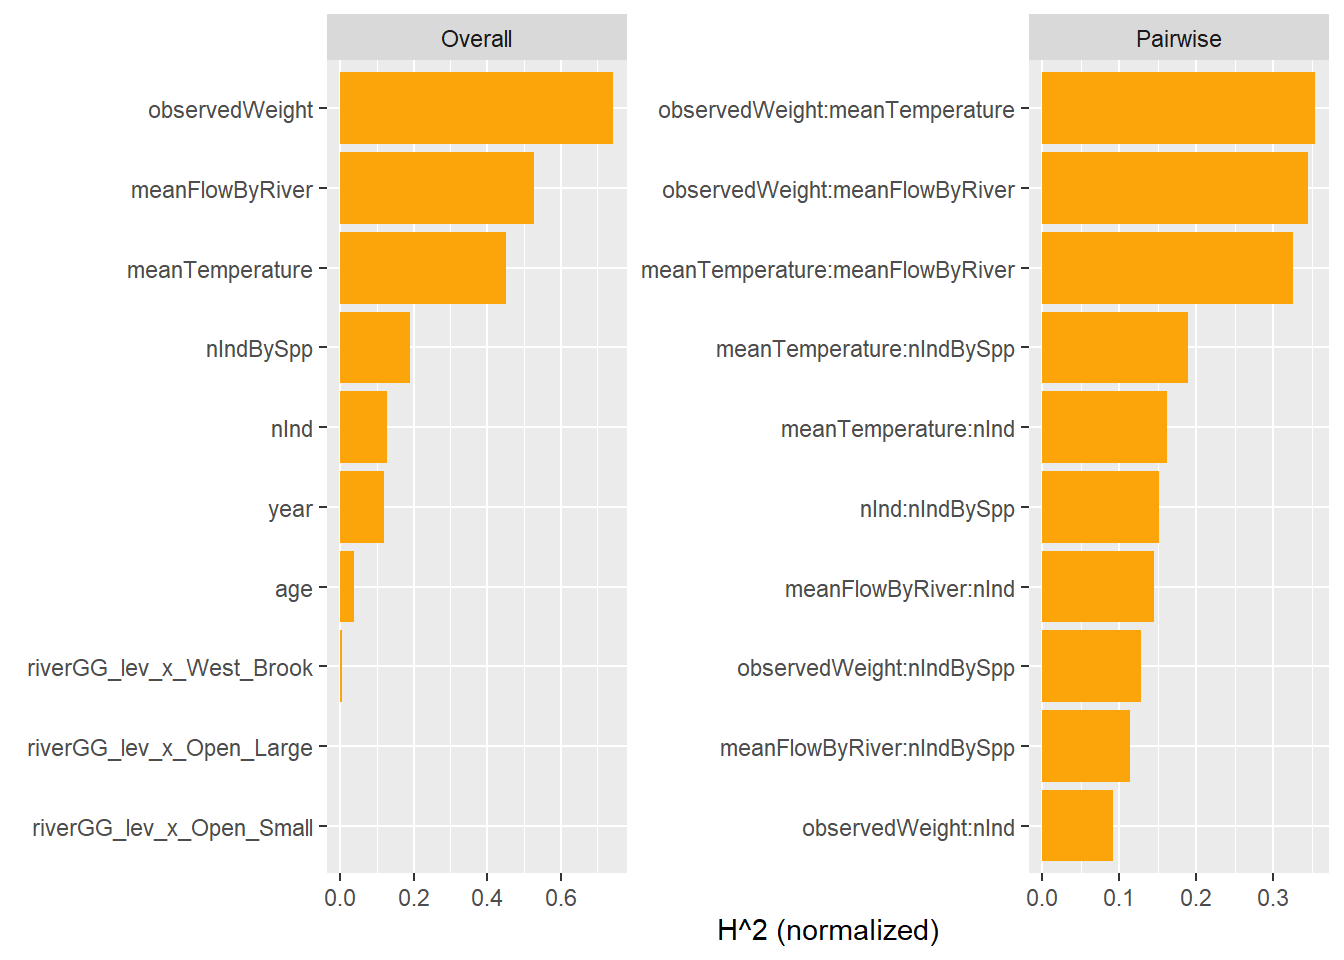 Overall
observedWeight
meanFlowByRiver
meanTemperature
nIndBySpp
nInd
year
age
riverGG_lev_x_West_Brook
riverGG_lev_x_Open_Large
riverGG_lev_x_Open_Small
0.0 0.2 0.4 0.6
Pairwise
observedWeight:meanTemperature
observedWeight:meanFlowByRiver
meanTemperature:meanFlowByRiver
meanTemperature:nIndBySpp
meanTemperature:nInd
nInd:nIndBySpp
meanFlowByRiver:nInd
observedWeight:nIndBySpp
meanFlowByRiver:nIndBySpp
observedWeight:nInd
0.0 0.1 0.2 0.3
H^2 (normalized)